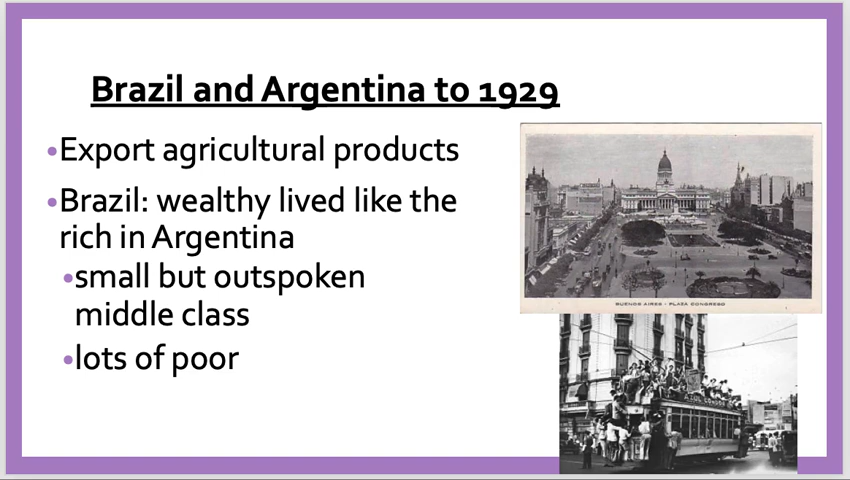 Brazil and Argentina to 1929
•Export agricultural products
•Brazil: wealthy lived like the
rich in Argentina
•small but outspoken
middle class
•lots of poor
BUENOS AIRES - PLAZA CONGRESO